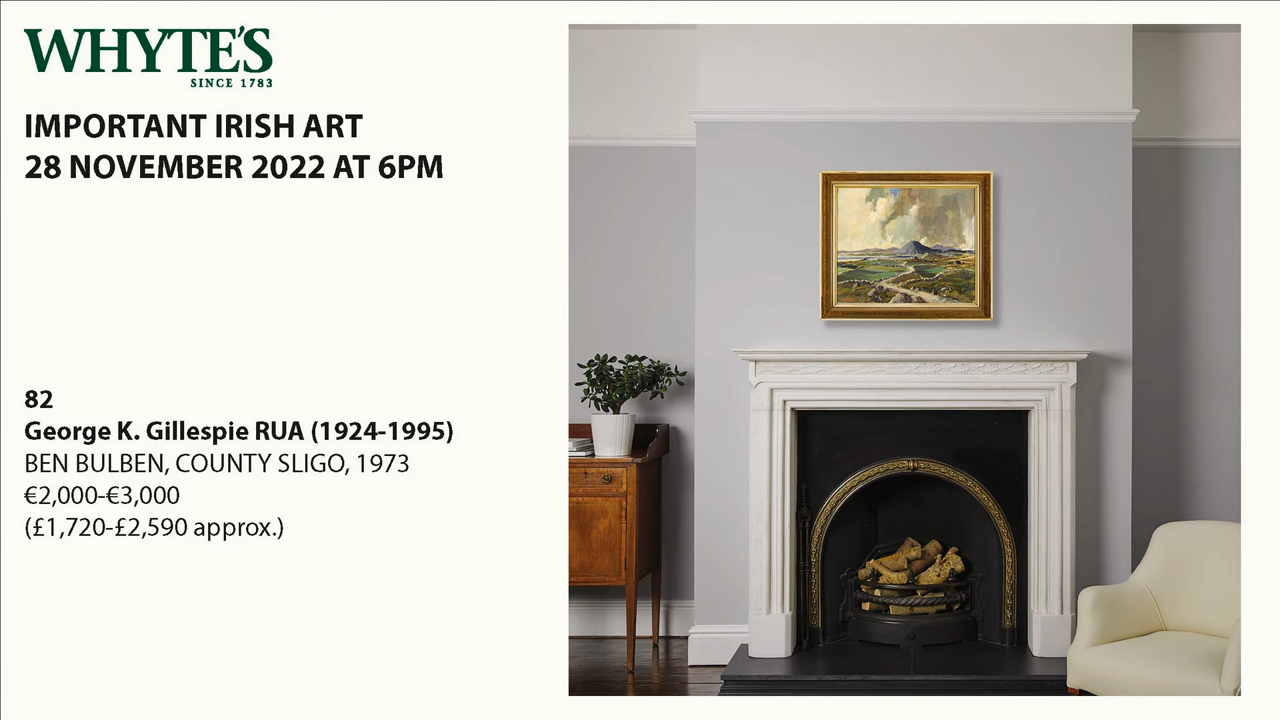 WHYTE'S
SINCE 1783
IMPORTANT IRISH ART
28 NOVEMBER 2022 AT 6PM
82
George K. Gillespie RUA (1924-1995)
BEN BULBEN, COUNTY SLIGO, 1973
€2,000-€3,000
(£1,720-£2,590 approx.)